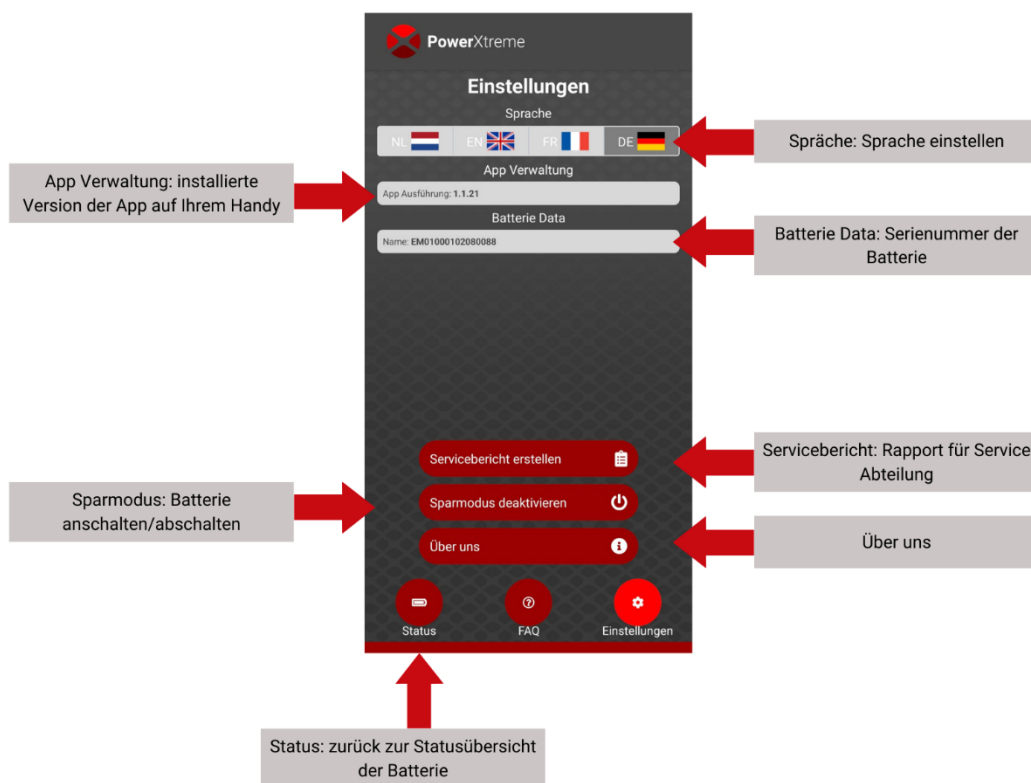 PowerXtreme
Einstellungen
Sprache
NL
EN
FR
DE
Spräche: Sprache einstellen
App Verwaltung
App Verwaltung: installierte
Version der App auf Ihrem Handy
App Ausführung: 1.1.21
Batterie Data
Name: EM01000102080088
Batterie Data: Serienummer der
Batterie
Servicebericht erstellen
Servicebericht: Rapport für Service
Abteilung
Sparmodus: Batterie
anschalten/abschalten
Sparmodus deaktivieren
Über uns
Über uns
Status
FAQ
Einstellungen
Status: zurück zur Statusübersicht
der Batterie